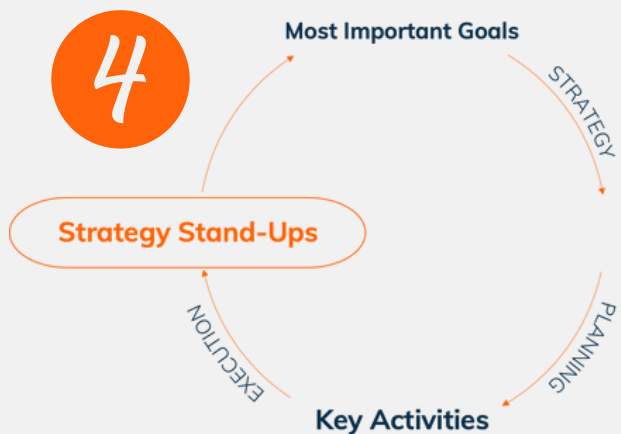 4
Most Important Goals
STRATEGY
Strategy Stand-Ups
PLANNING
EXECUTION
Key Activities